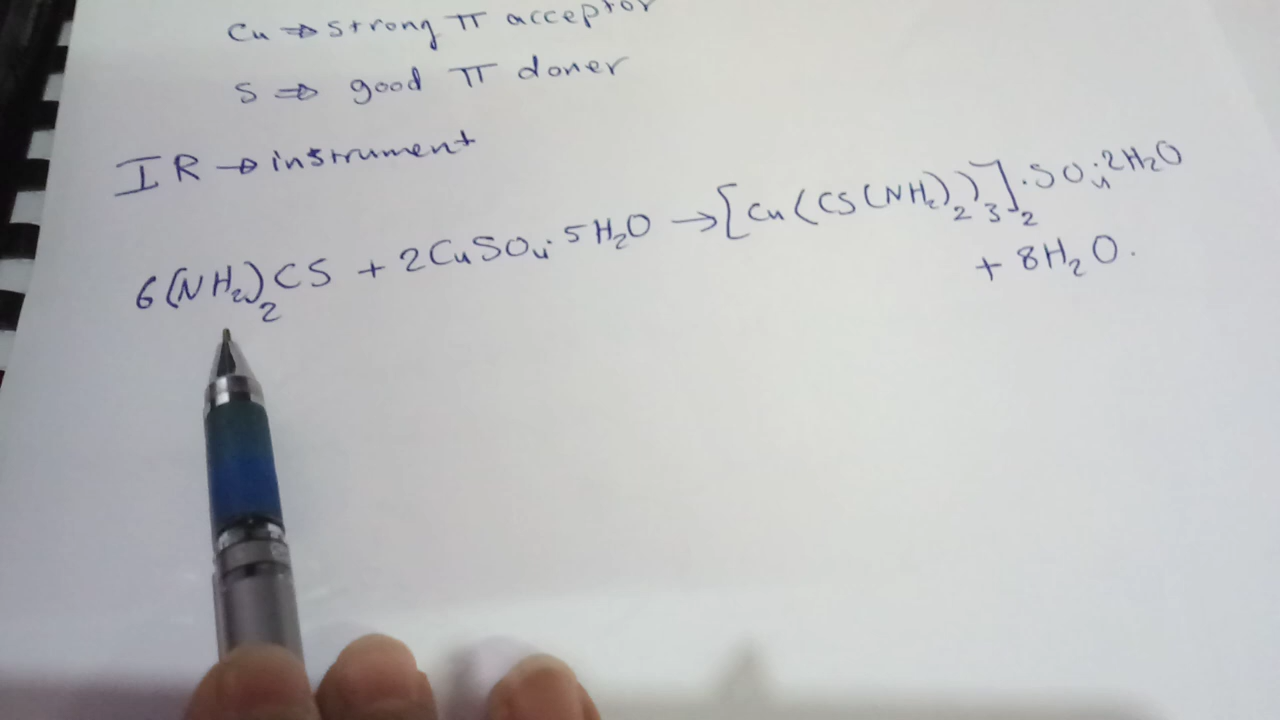 Cu ⇒ strong π acceptor
S ⇒ good π doner
IR → instrument
6(NH₂)₂CS + 2CuSO₄·5H₂O → [Cu(CS(NH₂)₂)₃]₂·SO₄·2H₂O
+ 8H₂O.